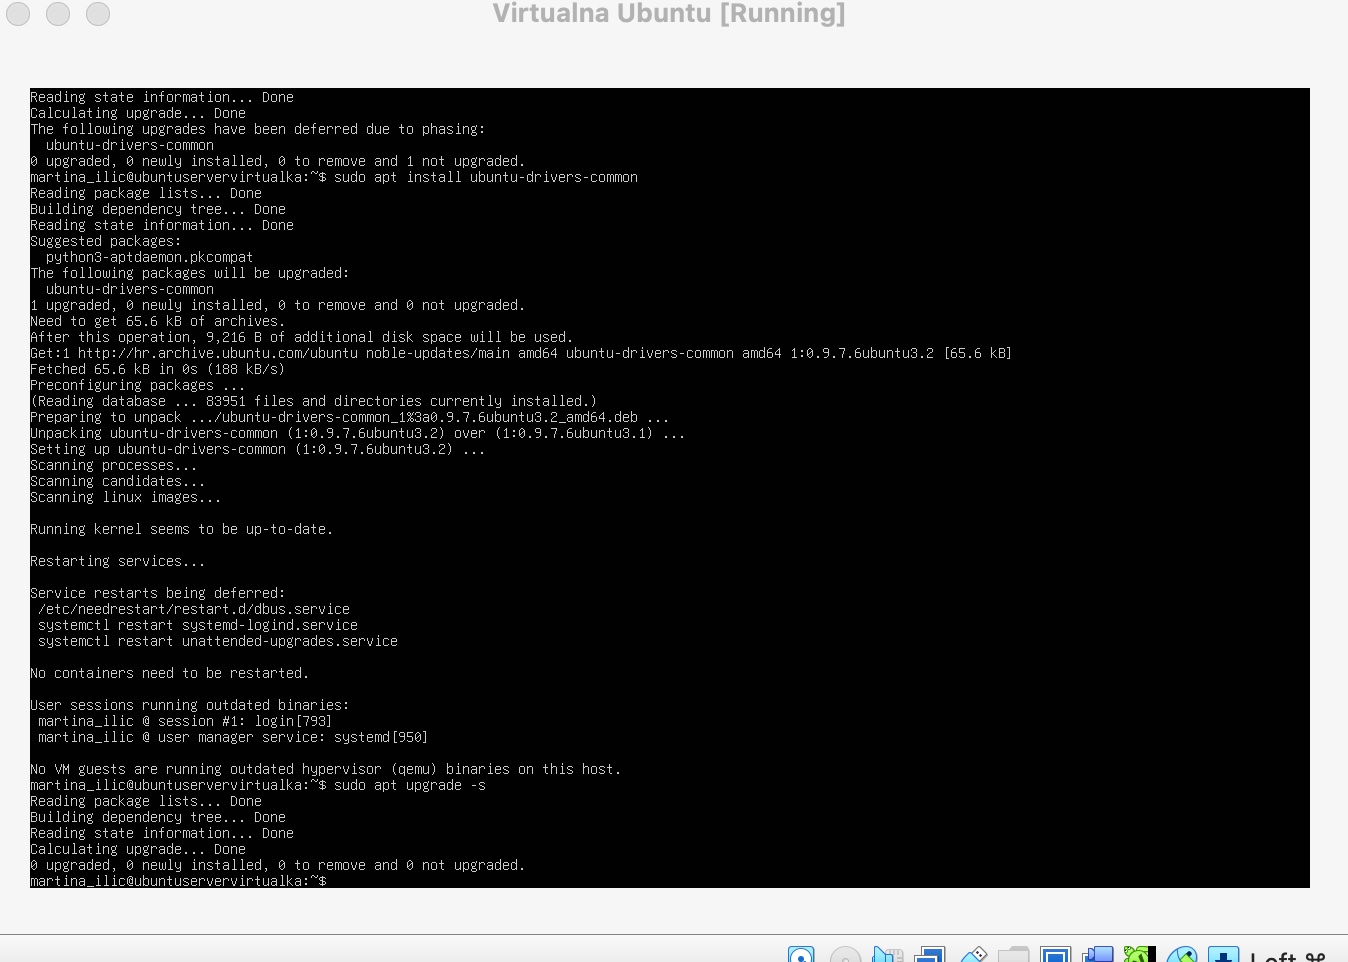 Virtualna Ubuntu [Running]
Reading state information... Done
Calculating upgrade... Done
The following upgrades have been deferred due to phasing:
  ubuntu-drivers-common
0 upgraded, 0 newly installed, 0 to remove and 1 not upgraded.
martina_ilic@ubuntuservervirtualka:~$ sudo apt install ubuntu-drivers-common
Reading package lists... Done
Building dependency tree... Done
Reading state information... Done
Suggested packages:
  python3-aptdaemon.pkcompat
The following packages will be upgraded:
  ubuntu-drivers-common
1 upgraded, 0 newly installed, 0 to remove and 0 not upgraded.
Need to get 65.6 kB of archives.
After this operation, 9,216 B of additional disk space will be used.
Get:1 http://hr.archive.ubuntu.com/ubuntu noble-updates/main amd64 ubuntu-drivers-common amd64 1:0.9.7.6ubuntu3.2 [65.6 kB]
Fetched 65.6 kB in 0s (188 kB/s)
Preconfiguring packages ...
(Reading database ... 83951 files and directories currently installed.)
Preparing to unpack .../ubuntu-drivers-common_1%3a0.9.7.6ubuntu3.2_amd64.deb ...
Unpacking ubuntu-drivers-common (1:0.9.7.6ubuntu3.2) over (1:0.9.7.6ubuntu3.1) ...
Setting up ubuntu-drivers-common (1:0.9.7.6ubuntu3.2) ...
Scanning processes...
Scanning candidates...
Scanning linux images...
Running kernel seems to be up-to-date.
Restarting services...
Service restarts being deferred:
 /etc/needrestart/restart.d/dbus.service
 systemctl restart systemd-logind.service
 systemctl restart unattended-upgrades.service
No containers need to be restarted.
User sessions running outdated binaries:
 martina_ilic @ session #1: login[793]
 martina_ilic @ user manager service: systemd[950]
No VM guests are running outdated hypervisor (qemu) binaries on this host.
martina_ilic@ubuntuservervirtualka:~$ sudo apt upgrade -s
Reading package lists... Done
Building dependency tree... Done
Reading state information... Done
Calculating upgrade... Done
0 upgraded, 0 newly installed, 0 to remove and 0 not upgraded.
martina_ilic@ubuntuservervirtualka:~$
Left ⌘